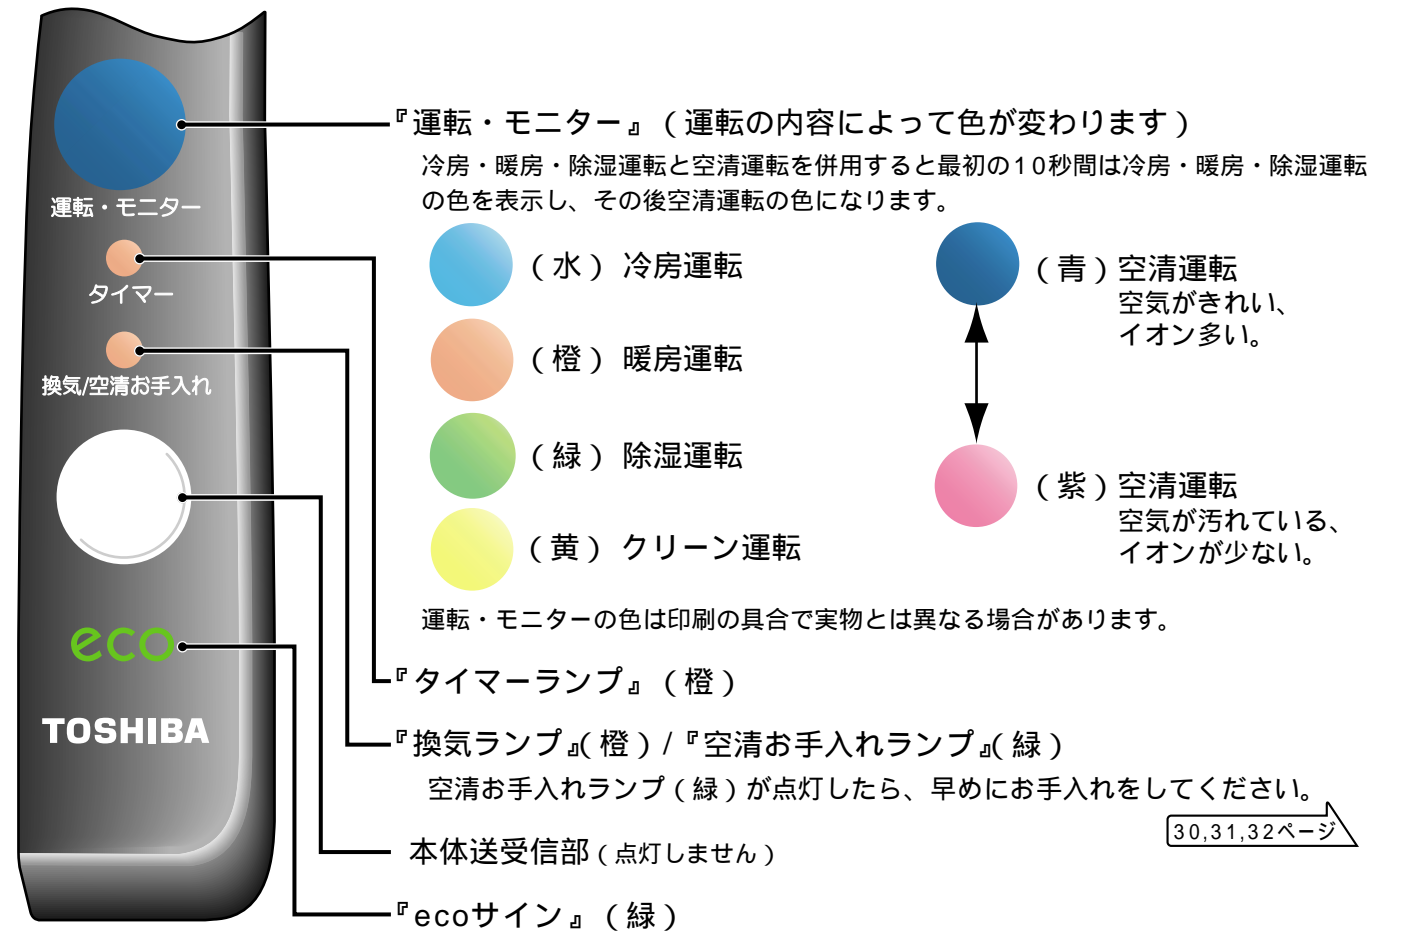 運転・モニター
タイマー
換気/空清お手入れ
eco
TOSHIBA
『運転・モニター』(運転の内容によって色が変わります)
冷房・暖房・除湿運転と空清運転を併用すると最初の10秒間は冷房・暖房・除湿運転
の色を表示し、その後空清運転の色になります。
(水)冷房運転
(橙)暖房運転
(緑)除湿運転
(黄)クリーン運転
(青)空清運転
空気がきれい、
イオン多い。
(紫)空清運転
空気が汚れている、
イオンが少ない。
運転・モニターの色は印刷の具合で実物とは異なる場合があります。
『タイマーランプ』(橙)
『換気ランプ』(橙)/『空清お手入れランプ』(緑)
空清お手入れランプ(緑)が点灯したら、早めにお手入れをしてください。
30,31,32ページ
本体送受信部(点灯しません)
『ecoサイン』(緑)